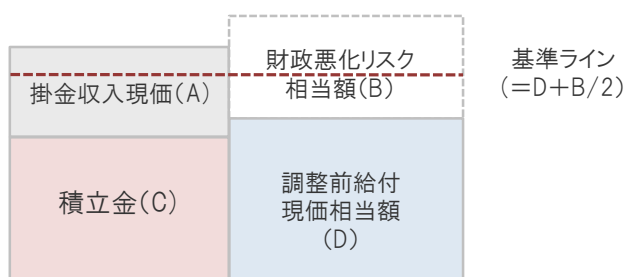 掛金収入現価(A)
積立金(C)
財政悪化リスク
相当額(B)
調整前給付
現価相当額
(D)
基準ライン
(=D+B/2)